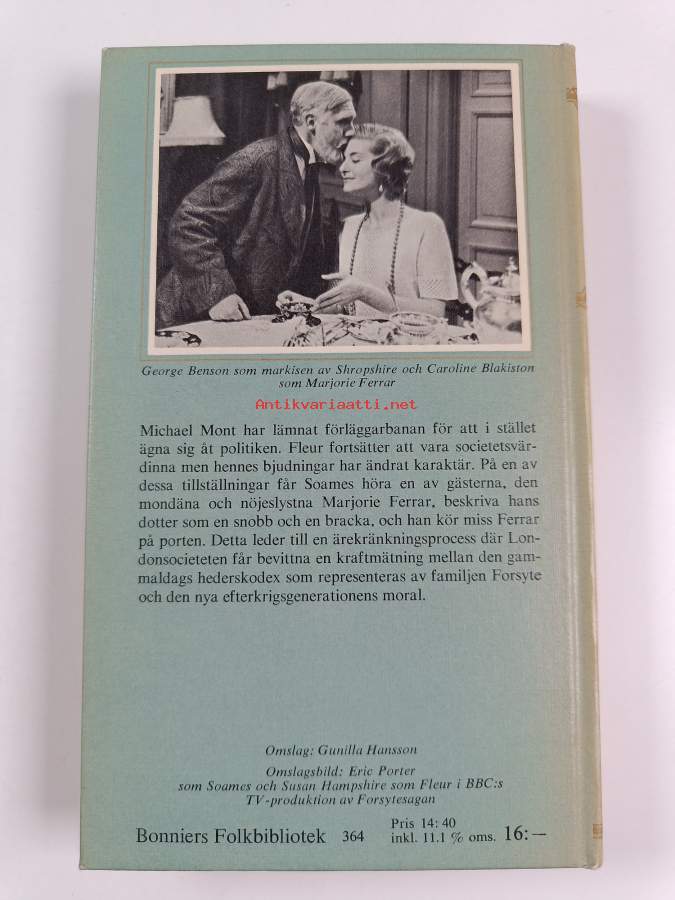 George Benson som markisen av Shropshire och Caroline Blakiston
som Marjorie Ferrar
Antikvariaatti.net
Michael Mont har lämnat förläggarbanan för att i stället
ägna sig åt politiken. Fleur fortsätter att vara societetsvär-
dinna men hennes bjudningar har ändrat karaktär. På en av
dessa tillställningar får Soames höra en av gästerna, den
mondäna och nöjeslystna Marjorie Ferrar, beskriva hans
dotter som en snobb och en bracka, och han kör miss Ferrar
på porten. Detta leder till en ärekränkningsprocess där Lon-
donsocieteten får bevittna en kraftmätning mellan den gam-
maldags hederskodex som representeras av familjen Forsyte
och den nya efterkrigsgenerationens moral.
Omslag: Gunilla Hansson
Omslagsbild: Eric Porter
som Soames och Susan Hampshire som Fleur i BBC:s
TV-produktion av Forsytesagan
Bonniers Folkbibliotek 364
Pris 14: 40
inkl. 11.1 % oms. 16: —